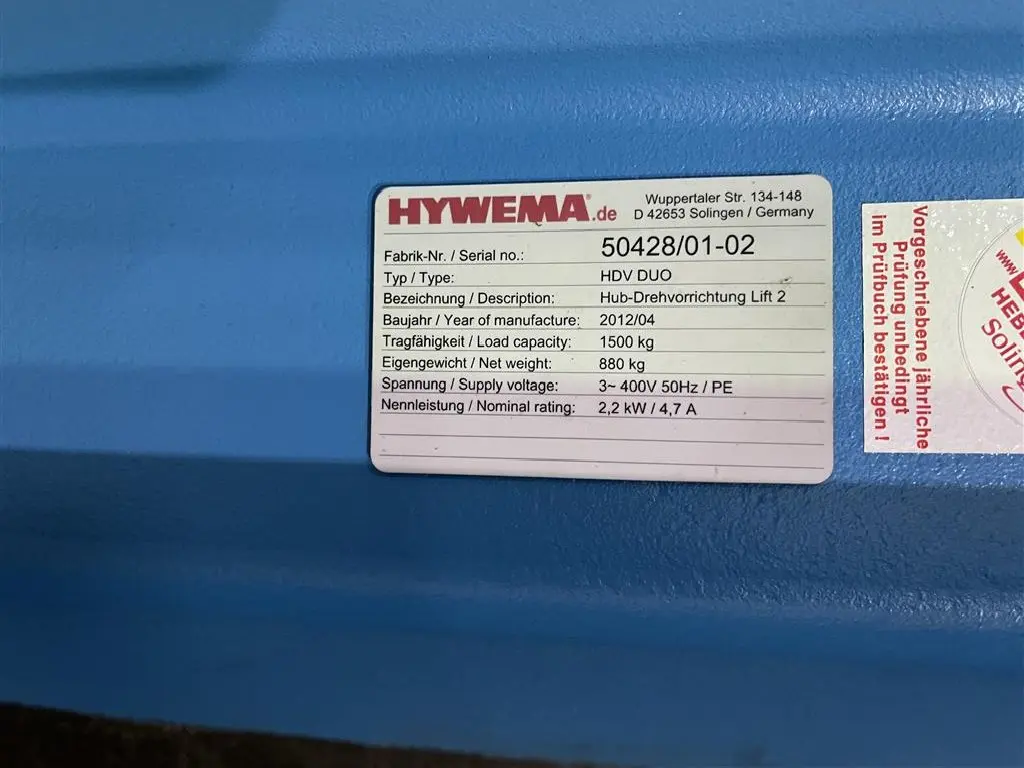 HYWEMA®.de
Wuppertaler Str. 134-148
D 42653 Solingen / Germany
Fabrik-Nr. / Serial no.: 50428/01-02
Typ / Type: HDV DUO
Bezeichnung / Description: Hub-Drehvorrichtung Lift 2
Baujahr / Year of manufacture: 2012/04
Tragfähigkeit / Load capacity: 1500 kg
Eigengewicht / Net weight: 880 kg
Spannung / Supply voltage: 3~ 400V 50Hz / PE
Nennleistung / Nominal rating: 2,2 kW / 4,7 A
Vorgeschriebene jährliche
Prüfung unbedingt
im Prüfbuch bestätigen !
www.